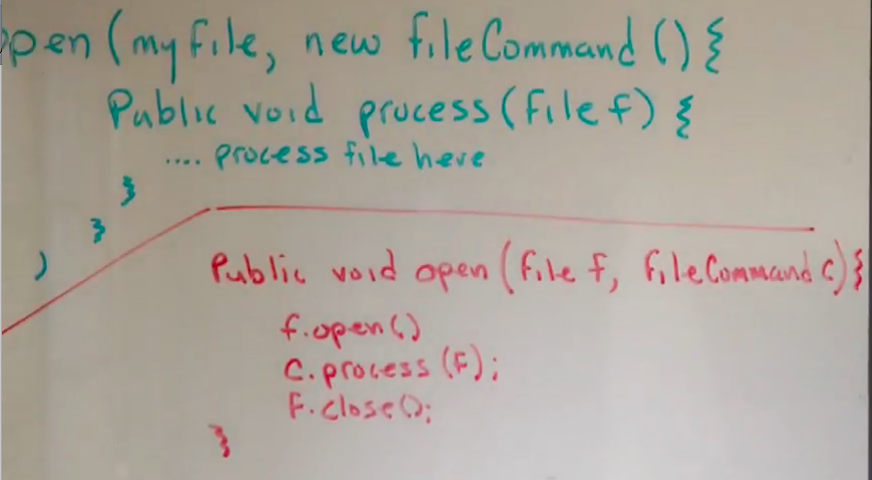 open(myfile, new fileCommand(){
Public void process(file f) {
.... process file here
}
}
)
Public void open(file f, fileCommand c){
f.open()
c.process(f);
f.close();
}